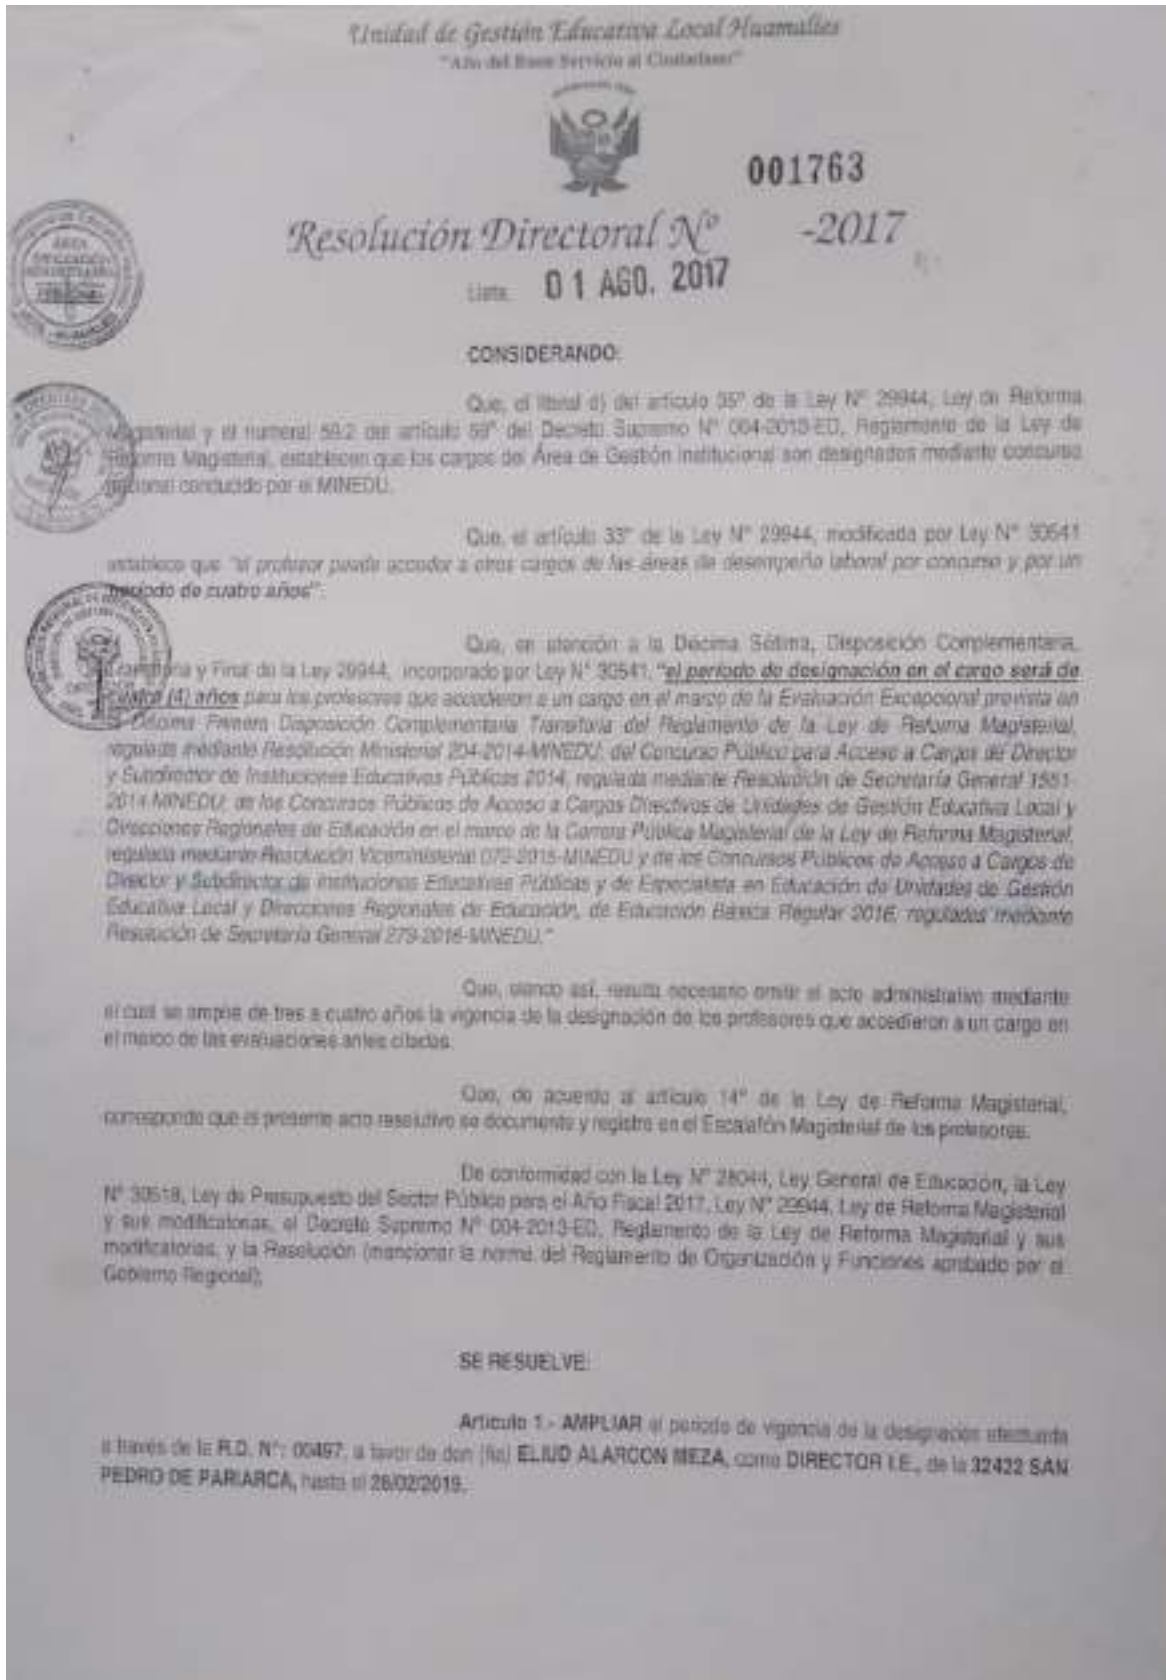 Unidad de Gestión Educativa Local Huamalíes
"Año del Buen Servicio al Ciudadano"
001763
Resolución Directoral Nº -2017
Llata, 01 AGO. 2017
CONSIDERANDO:
Que, el literal d) del artículo 35° de la Ley N° 29944, Ley de Reforma
Magisterial y el numeral 59.2 del artículo 59° del Decreto Supremo N° 004-2013-ED, Reglamento de la Ley de
Reforma Magisterial, establecen que los cargos del Área de Gestión Institucional son designados mediante concurso
nacional conducido por el MINEDU.
Que, el artículo 33° de la Ley N° 29944, modificada por Ley N° 30541
establece que "el profesor puede acceder a otros cargos de las áreas de desempeño laboral por concurso y por un
periodo de cuatro años".
Que, en atención a la Décima Sétima, Disposición Complementaria,
Transitoria y Final de la Ley 29944, incorporado por Ley N° 30541, "el período de designación en el cargo será de
cuatro (4) años para los profesores que accedieron a un cargo en el marco de la Evaluación Excepcional prevista en
la Décima Primera Disposición Complementaria Transitoria del Reglamento de la Ley de Reforma Magisterial,
regulada mediante Resolución Ministerial 204-2014-MINEDU; del Concurso Público para Acceso a Cargos de Director
y Subdirector de Instituciones Educativas Públicas 2014, regulada mediante Resolución de Secretaría General 1551-
2014-MINEDU; de los Concursos Públicos de Acceso a Cargos Directivos de Unidades de Gestión Educativa Local y
Direcciones Regionales de Educación en el marco de la Carrera Pública Magisterial de la Ley de Reforma Magisterial,
regulada mediante Resolución Viceministerial 072-2015-MINEDU y de los Concursos Públicos de Acceso a Cargos de
Director y Subdirector de Instituciones Educativas Públicas y de Especialista en Educación de Unidades de Gestión
Educativa Local y Direcciones Regionales de Educación, de Educación Básica Regular 2016, regulados mediante
Resolución de Secretaría General 279-2016-MINEDU."
Que, siendo así, resulta necesario emitir el acto administrativo mediante
el cual se amplíe de tres a cuatro años la vigencia de la designación de los profesores que accedieron a un cargo en
el marco de las evaluaciones antes citadas.
Que, de acuerdo al artículo 14° de la Ley de Reforma Magisterial,
corresponde que el presente acto resolutivo se documente y registre en el Escalafón Magisterial de los profesores.
De conformidad con la Ley N° 28044, Ley General de Educación, la Ley
N° 30518, Ley de Presupuesto del Sector Público para el Año Fiscal 2017, Ley N° 29944, Ley de Reforma Magisterial
y sus modificatorias, el Decreto Supremo N° 004-2013-ED, Reglamento de la Ley de Reforma Magisterial y sus
modificatorias, y la Resolución (mencionar la norma del Reglamento de Organización y Funciones aprobado por el
Gobierno Regional);
SE RESUELVE:
Artículo 1.- AMPLIAR el periodo de vigencia de la designación efectuada
a través de la R.D. N°: 00497, a favor de don (ña) ELIUD ALARCON MEZA, como DIRECTOR I.E., de la 32422 SAN
PEDRO DE PARIARCA, hasta el 28/02/2019.